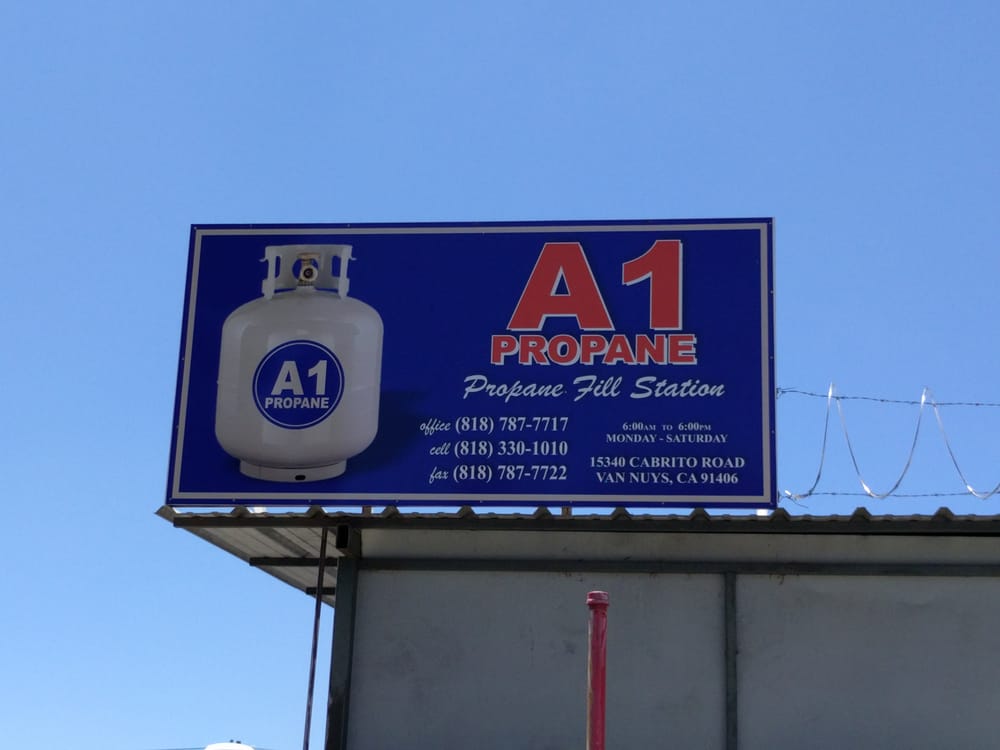 A1
PROPANE
A1
PROPANE
Propane Fill Station
office (818) 787-7717
cell (818) 330-1010
fax (818) 787-7722
6:00AM TO 6:00PM
MONDAY - SATURDAY
15340 CABRITO ROAD
VAN NUYS, CA 91406